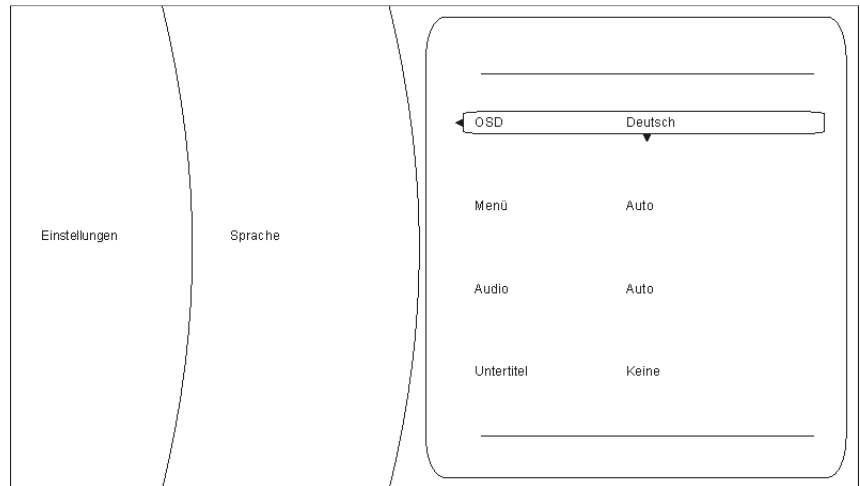 Einstellungen
Sprache
OSD Deutsch
Menü Auto
Audio Auto
Untertitel Keine